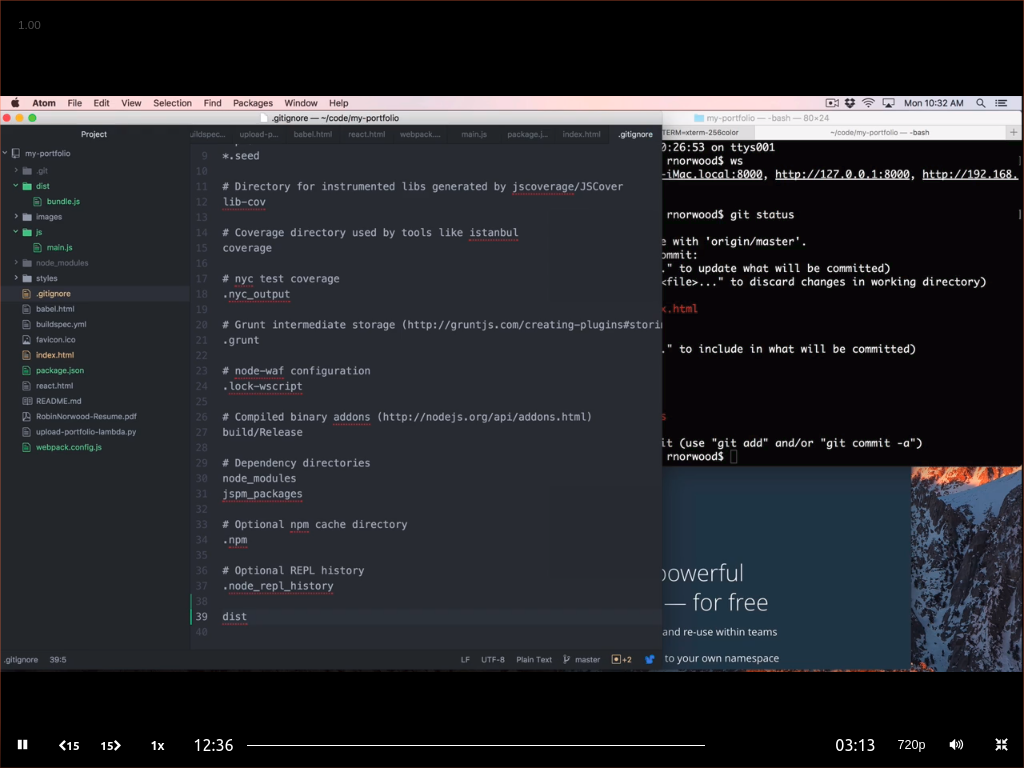 1.00
Atom File Edit View Selection Find Packages Window Help
Mon 10:32 AM
.gitignore — ~/code/my-portfolio
my-portfolio — -bash — 80×24
Project
uildspec... upload-p... babel.html react.html webpack.... main.js package.j... index.html .gitignore
TERM=xterm-256color ~/code/my-portfolio — -bash +
my-portfolio
.git
dist
bundle.js
images
js
main.js
node_modules
styles
.gitignore
babel.html
buildspec.yml
favicon.ico
index.html
package.json
react.html
README.md
RobinNorwood-Resume.pdf
upload-portfolio-lambda.py
webpack.config.js
9 *.seed
10
11 # Directory for instrumented libs generated by jscoverage/JSCover
12 lib-cov
13
14 # Coverage directory used by tools like istanbul
15 coverage
16
17 # nyc test coverage
18 .nyc_output
19
20 # Grunt intermediate storage (http://gruntjs.com/creating-plugins#storin
21 .grunt
22
23 # node-waf configuration
24 .lock-wscript
25
26 # Compiled binary addons (http://nodejs.org/api/addons.html)
27 build/Release
28
29 # Dependency directories
30 node_modules
31 jspm_packages
32
33 # Optional npm cache directory
34 .npm
35
36 # Optional REPL history
37 .node_repl_history
38
39 dist
40
.gitignore 39:5 LF UTF-8 Plain Text master +2
0:26:53 on ttys001
rnorwood$ ws
-iMac.local:8000, http://127.0.0.1:8000, http://192.168.
rnorwood$ git status
e with 'origin/master'.
ommit:
." to update what will be committed)
<file>..." to discard changes in working directory)
x.html
." to include in what will be committed)
s
it (use "git add" and/or "git commit -a")
rnorwood$
powerful
— for free
and re-use within teams
to your own namespace
15 15 1x 12:36 03:13 720p